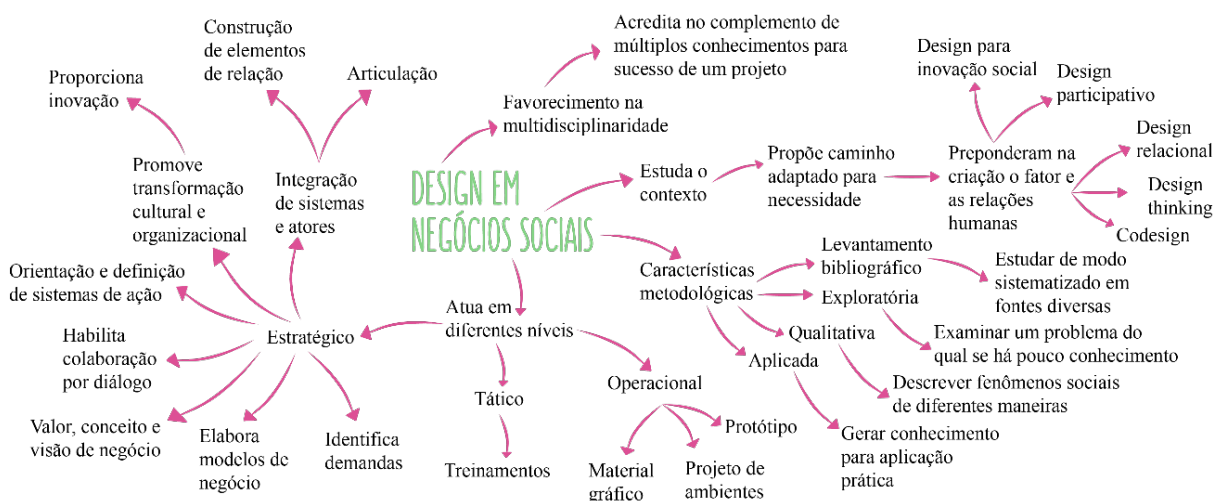 Construção
de elementos
de relação
Acredita no complemento de
múltiplos conhecimentos para
sucesso de um projeto
Design para
inovação social
Proporciona
inovação
Articulação
Design
participativo
Favorecimento na
multidisciplinaridade
Promove
transformação
cultural e
organizacional
Integração
de sistemas
e atores
DESIGN EM
NEGÓCIOS SOCIAIS
Estuda o
contexto
Propõe caminho
adaptado para
necessidade
Preponderam na
criação o fator e
as relações
humanas
Design
relacional
Design
thinking
Codesign
Orientação e definição
de sistemas de ação
Características
metodológicas
Levantamento
bibliográfico
Estudar de modo
sistematizado em
fontes diversas
Exploratória
Examinar um problema do
qual se há pouco conhecimento
Qualitativa
Descrever fenômenos sociais
de diferentes maneiras
Aplicada
Gerar conhecimento
para aplicação
prática
Atua em
diferentes níveis
Estratégico
Habilita
colaboração
por diálogo
Valor, conceito e
visão de negócio
Elabora
modelos de
negócio
Identifica
demandas
Tático
Treinamentos
Operacional
Protótipo
Material
gráfico
Projeto de
ambientes